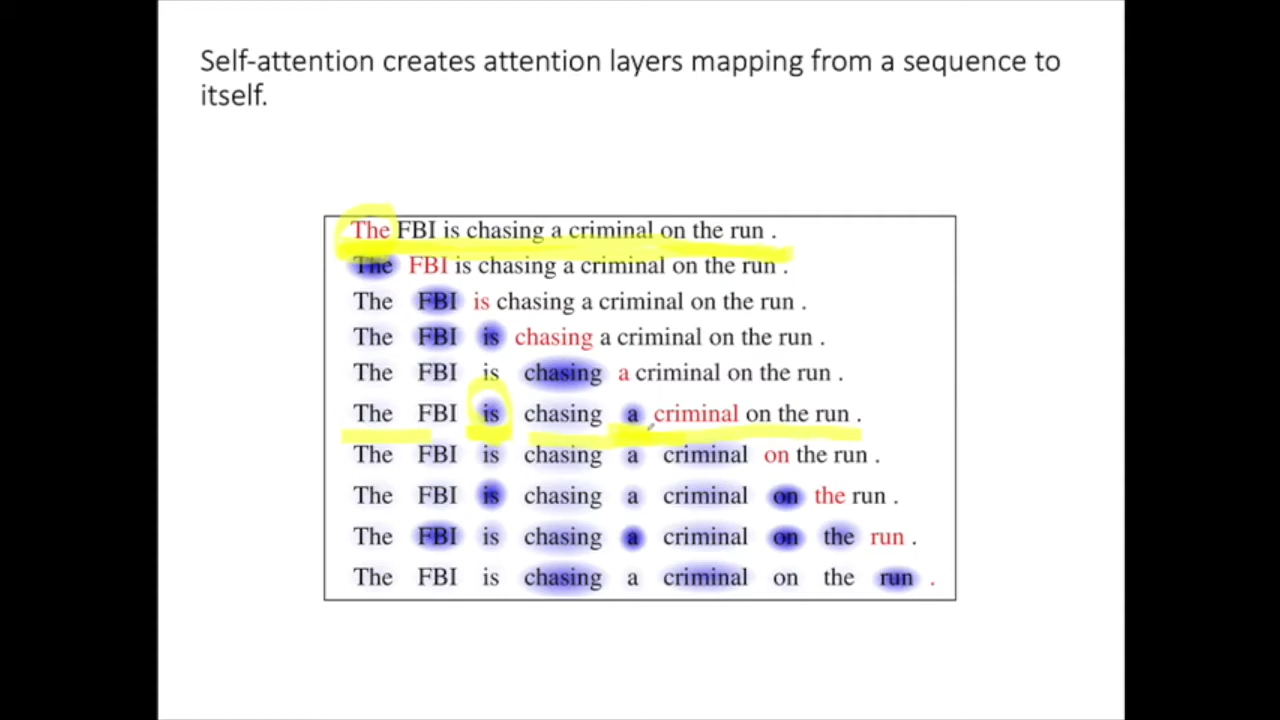 Self-attention creates attention layers mapping from a sequence to
itself.
The FBI is chasing a criminal on the run .
The FBI is chasing a criminal on the run .
The FBI is chasing a criminal on the run .
The FBI is chasing a criminal on the run .
The FBI is chasing a criminal on the run .
The FBI is chasing a criminal on the run .
The FBI is chasing a criminal on the run .
The FBI is chasing a criminal on the run .
The FBI is chasing a criminal on the run .
The FBI is chasing a criminal on the run .